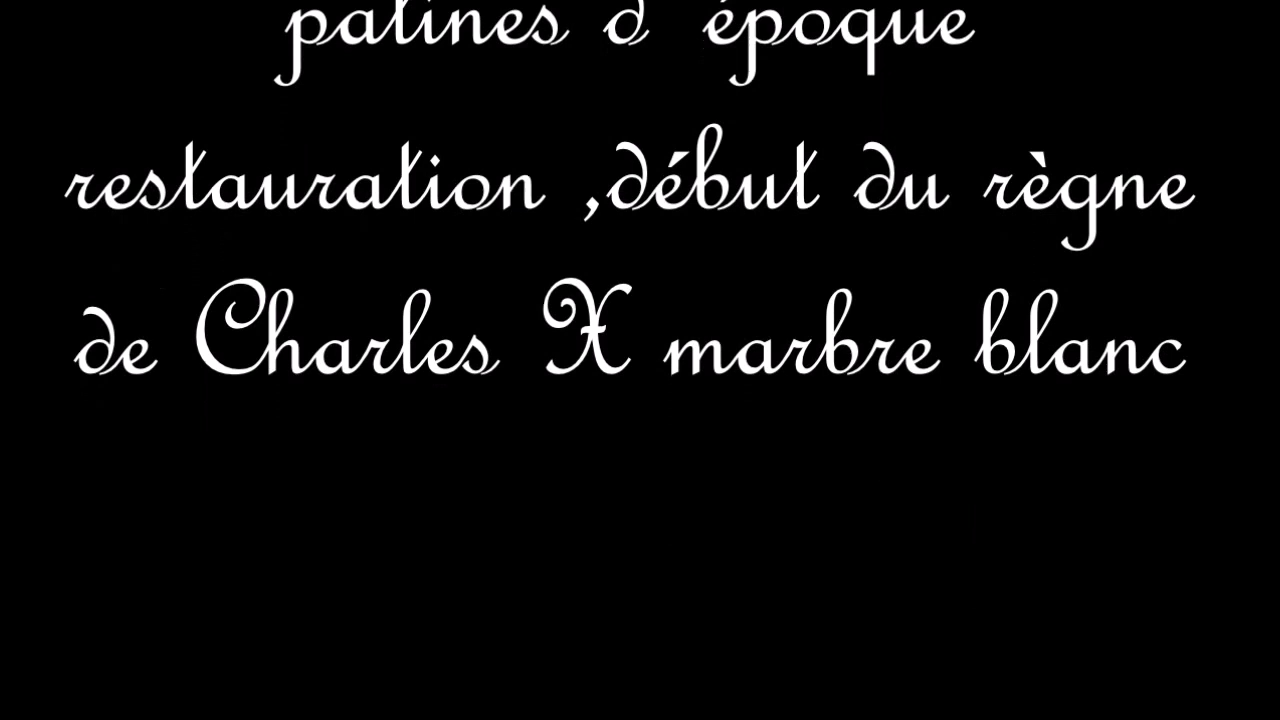 patines d' époque
restauration ,début du règne
de Charles X marbre blanc